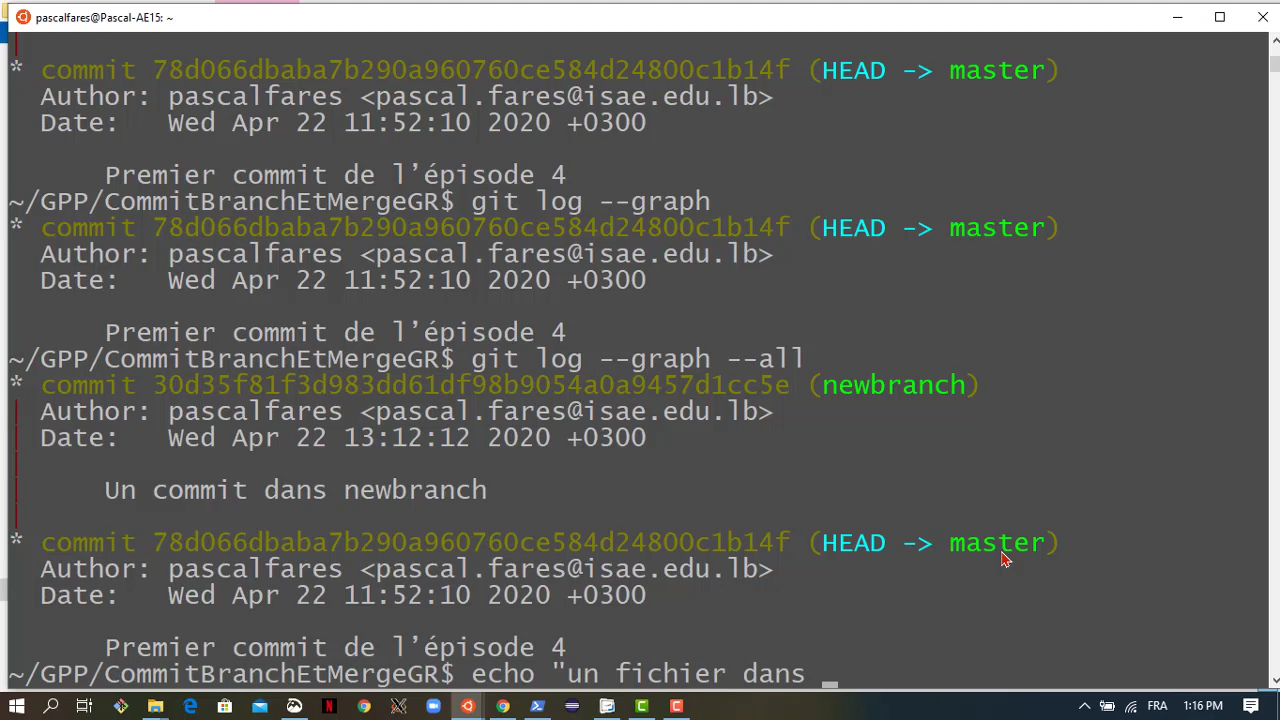 pascalfares@Pascal-AE15: ~
* commit 78d066dbaba7b290a960760ce584d24800c1b14f (HEAD -> master)
Author: pascalfares <pascal.fares@isae.edu.lb>
Date:   Wed Apr 22 11:52:10 2020 +0300
Premier commit de l’épisode 4
~/GPP/CommitBranchEtMergeGR$ git log --graph
* commit 78d066dbaba7b290a960760ce584d24800c1b14f (HEAD -> master)
Author: pascalfares <pascal.fares@isae.edu.lb>
Date:   Wed Apr 22 11:52:10 2020 +0300
Premier commit de l’épisode 4
~/GPP/CommitBranchEtMergeGR$ git log --graph --all
* commit 30d35f81f3d983dd61df98b9054a0a9457d1cc5e (newbranch)
Author: pascalfares <pascal.fares@isae.edu.lb>
Date:   Wed Apr 22 13:12:12 2020 +0300
Un commit dans newbranch
* commit 78d066dbaba7b290a960760ce584d24800c1b14f (HEAD -> master)
Author: pascalfares <pascal.fares@isae.edu.lb>
Date:   Wed Apr 22 11:52:10 2020 +0300
Premier commit de l’épisode 4
~/GPP/CommitBranchEtMergeGR$ echo "un fichier dans _
FRA 1:16 PM